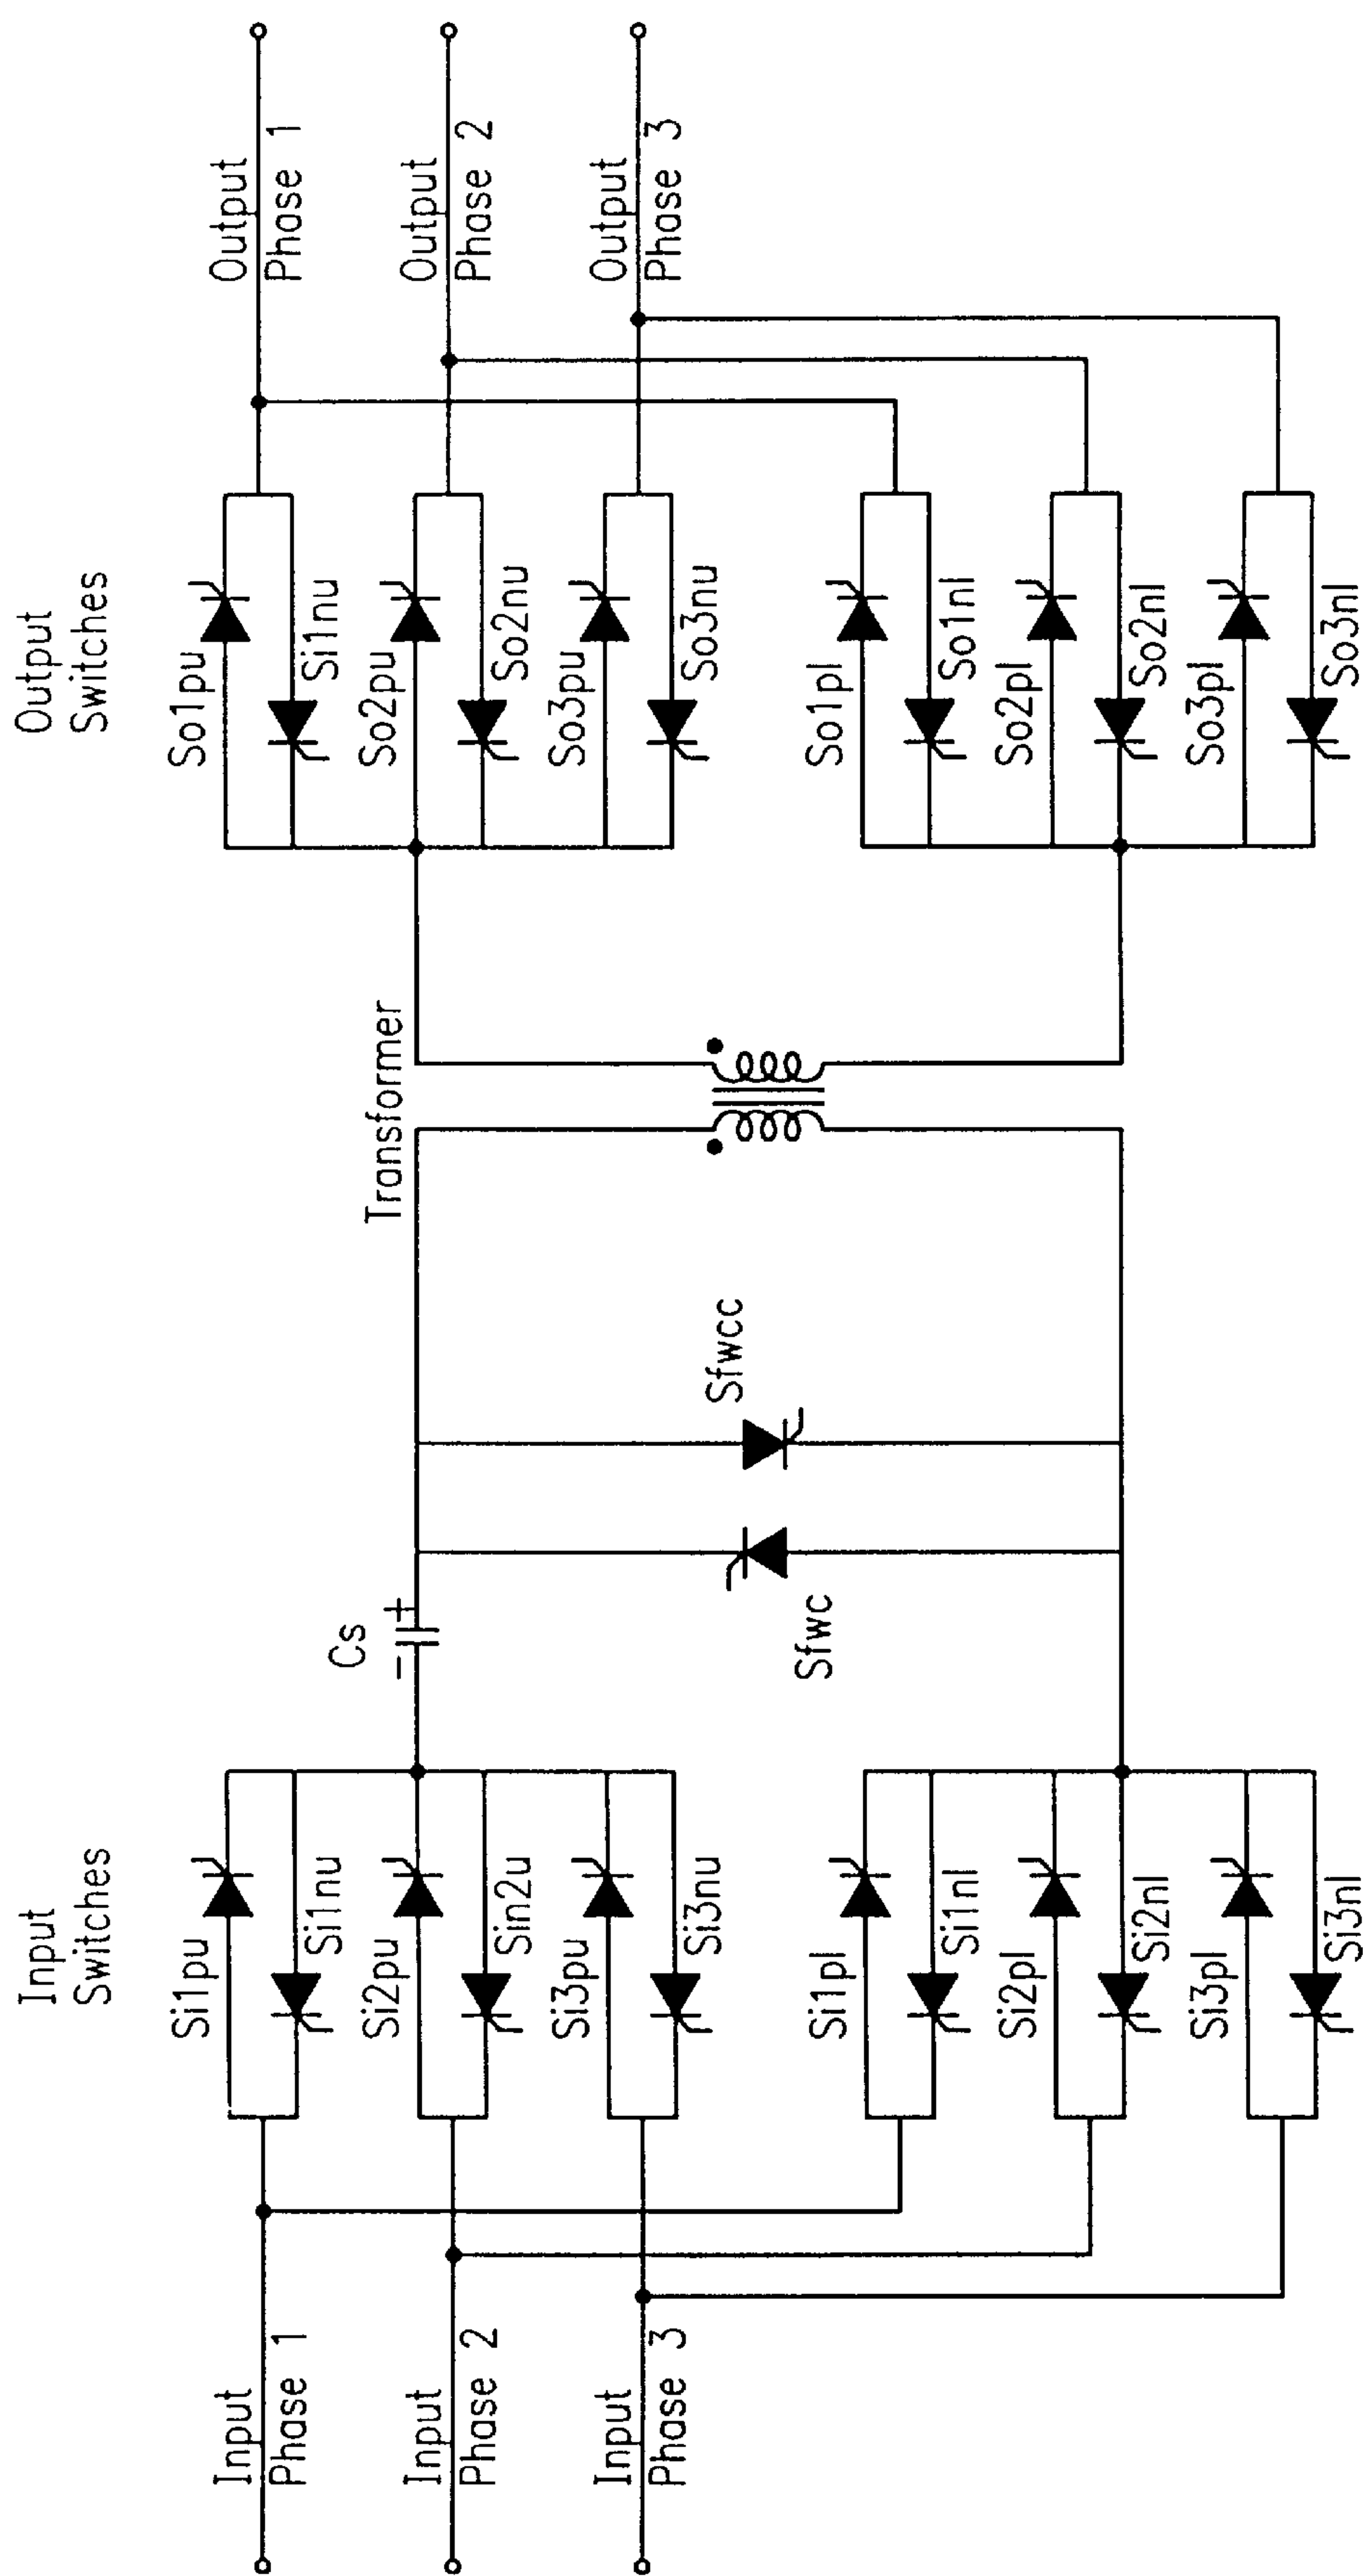 Input
Switches
Output
Switches
Input
Phase 1
Input
Phase 2
Input
Phase 3
Si1pu
Si1nu
Si2pu
Sin2u
Si3pu
Si3nu
Si1pl
Si1nl
Si2pl
Si2nl
Si3pl
Si3nl
Cs
- +
Sfwc
Sfwcc
Transformer
So1pu
Si1nu
So2pu
So2nu
So3pu
So3nu
So1pl
So1nl
So2pl
So2nl
So3pl
So3nl
Output
Phase 1
Output
Phase 2
Output
Phase 3